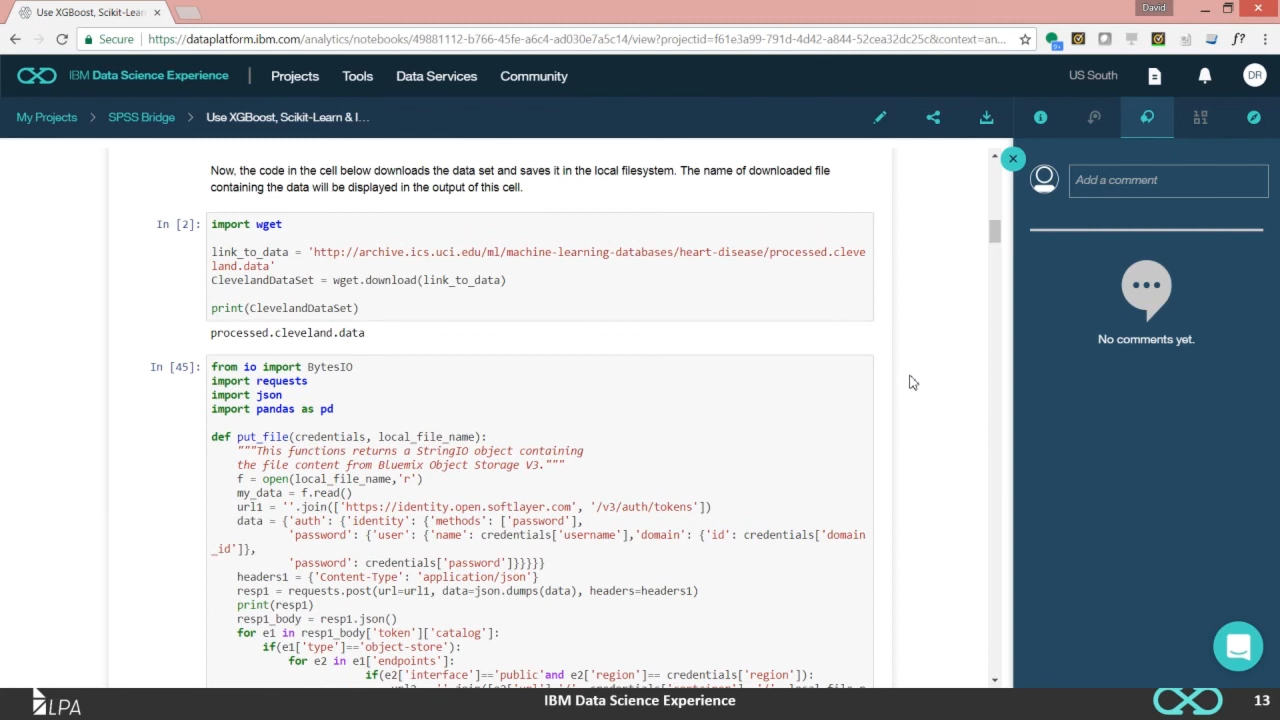 Use XGBoost, Scikit-Lear
David
Secure
https://dataplatform.ibm.com/analytics/notebooks/49881112-b766-45fe-a6c4-ad030e7a5c14/view?projectid=f61e3a99-791d-4d42-a844-52cea32dc25c&context=an...
9+
f?
IBM Data Science Experience
Projects
Tools
Data Services
Community
US South
DR
My Projects
SPSS Bridge
Use XGBoost, Scikit-Learn & I...
Now, the code in the cell below downloads the data set and saves it in the local filesystem. The name of downloaded file
containing the data will be displayed in the output of this cell.
In [2]:
import wget
link_to_data = 'http://archive.ics.uci.edu/ml/machine-learning-databases/heart-disease/processed.cleve
land.data'
ClevelandDataSet = wget.download(link_to_data)
print(ClevelandDataSet)
processed.cleveland.data
In [45]:
from io import BytesIO
import requests
import json
import pandas as pd
def put_file(credentials, local_file_name):
"""This functions returns a StringIO object containing
the file content from Bluemix Object Storage V3."""
f = open(local_file_name,'r')
my_data = f.read()
url1 = ''.join(['https://identity.open.softlayer.com', '/v3/auth/tokens'])
data = {'auth': {'identity': {'methods': ['password'],
'password': {'user': {'name': credentials['username'],'domain': {'id': credentials['domain
_id']},
'password': credentials['password']}}}}}
headers1 = {'Content-Type': 'application/json'}
resp1 = requests.post(url=url1, data=json.dumps(data), headers=headers1)
print(resp1)
resp1_body = resp1.json()
for e1 in resp1_body['token']['catalog']:
if(e1['type']=='object-store'):
for e2 in e1['endpoints']:
if(e2['interface']=='public'and e2['region']== credentials['region']):
Add a comment
No comments yet.
LPA
IBM Data Science Experience
13